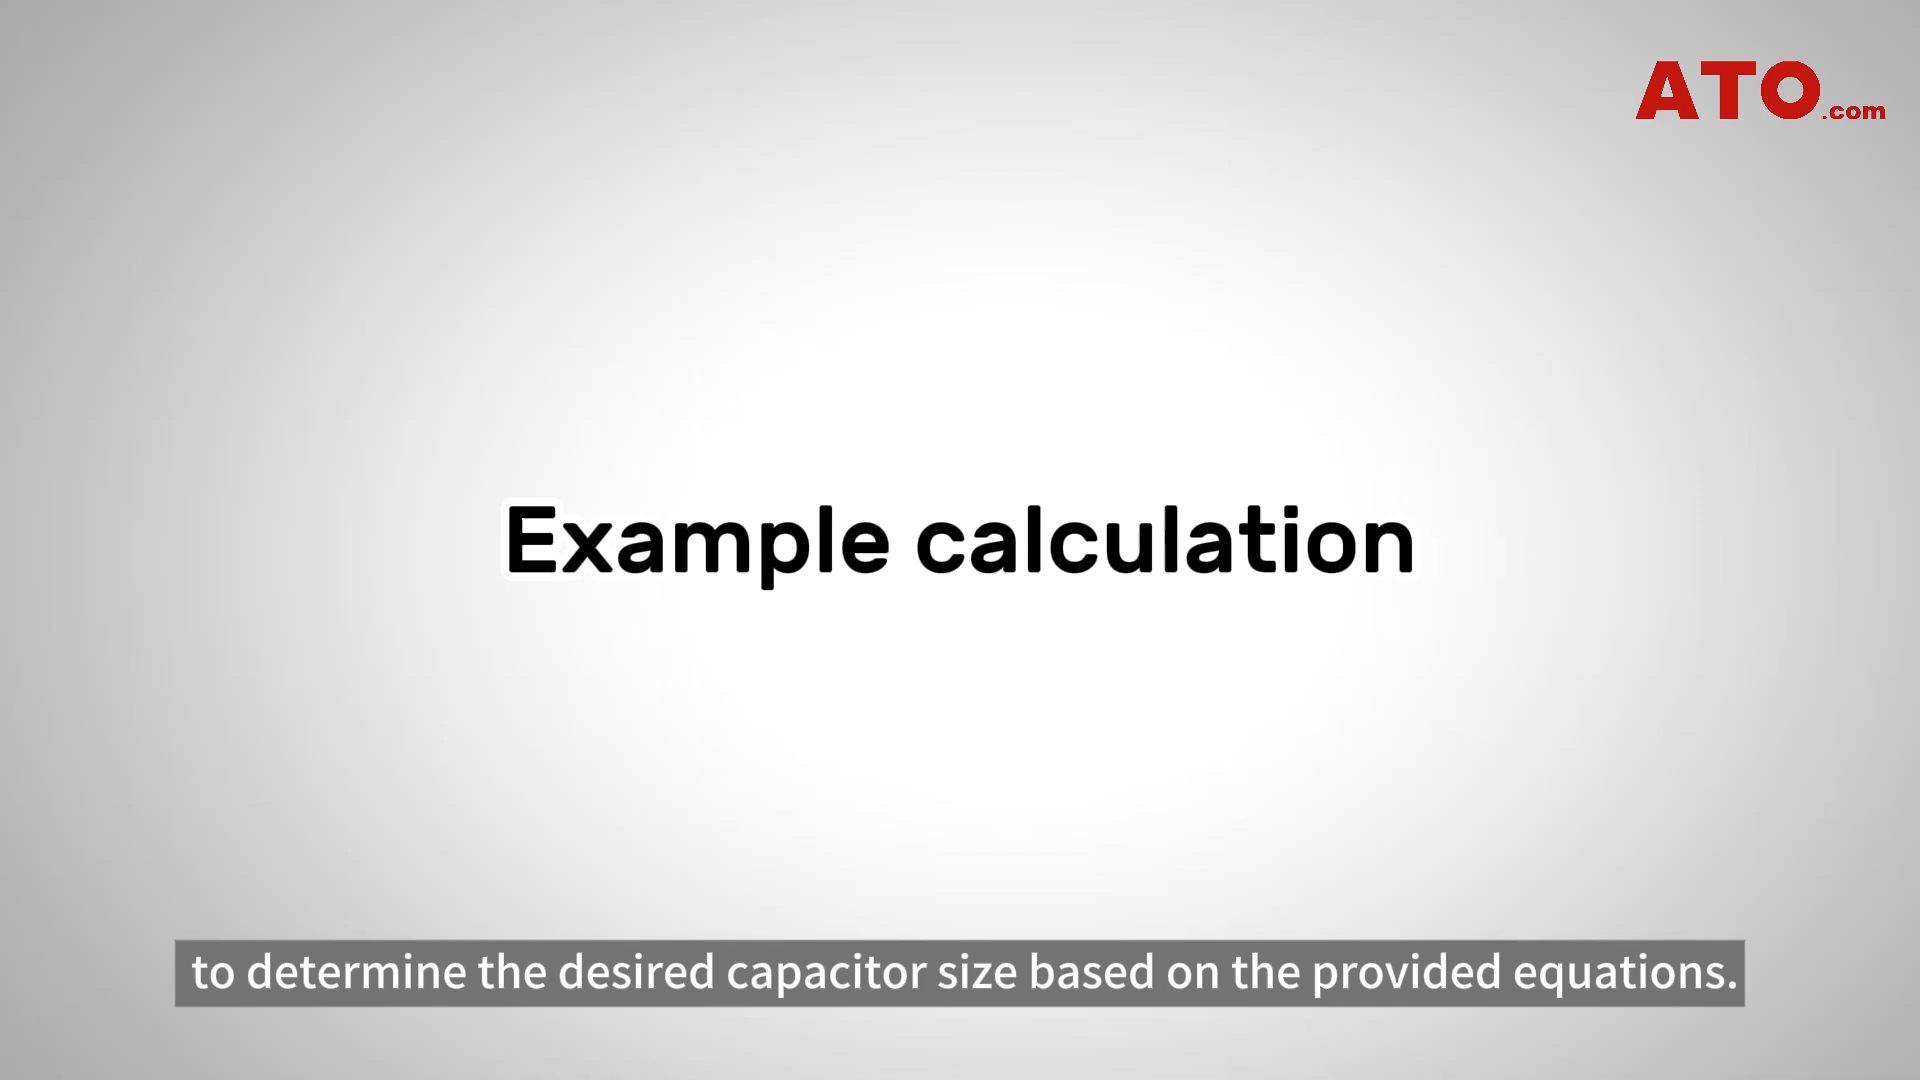 ATO.com
Example calculation
to determine the desired capacitor size based on the provided equations.